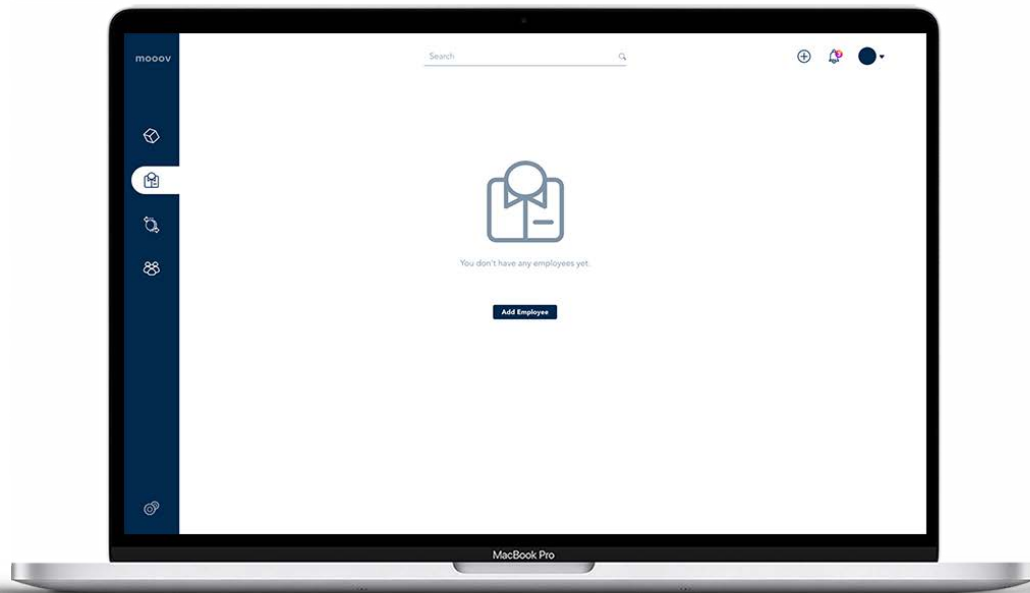 mooov
Search
You don't have any employees yet.
Add Employee
MacBook Pro